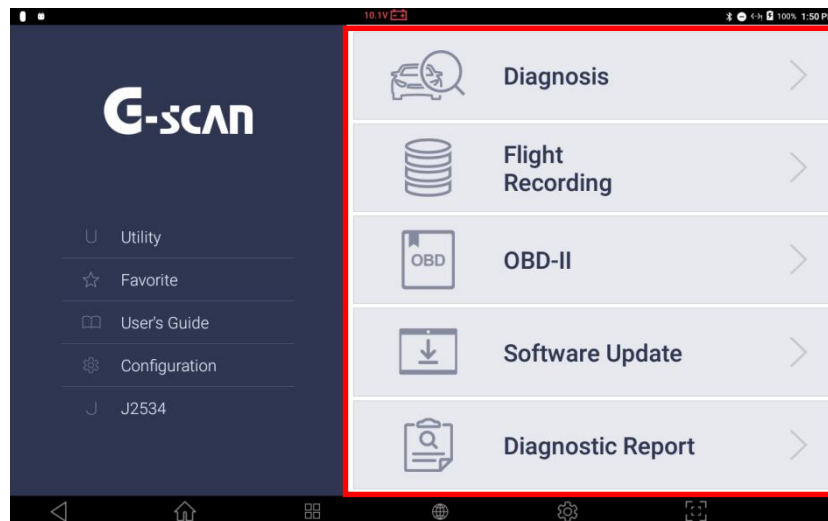 10.1V
100% 1:50 P
G-scan
U Utility
Favorite
User's Guide
Configuration
J J2534
Diagnosis
Flight
Recording
OBD
OBD-II
Software Update
Diagnostic Report